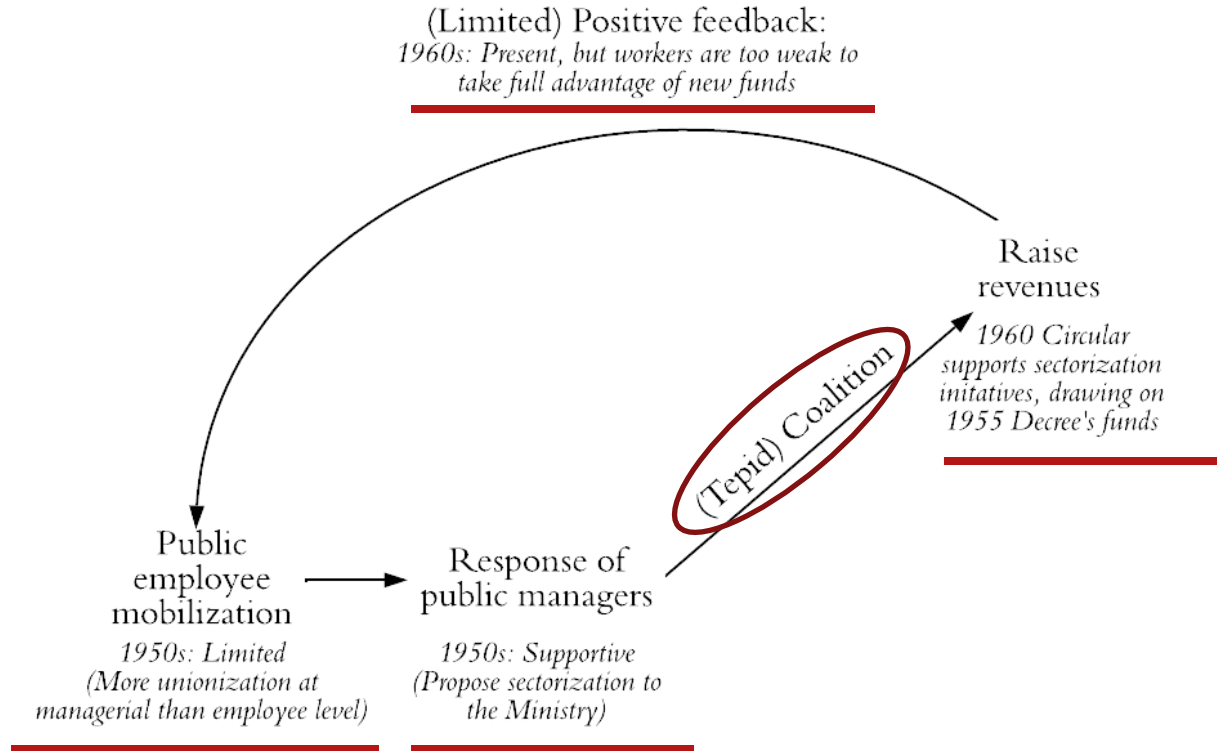 (Limited) Positive feedback:
1960s: Present, but workers are too weak to
take full advantage of new funds
Raise
revenues
1960 Circular
supports sectorization
initatives, drawing on
1955 Decree's funds
(Tepid) Coalition
Public
employee
mobilization
1950s: Limited
(More unionization at
managerial than employee level)
Response of
public managers
1950s: Supportive
(Propose sectorization to
the Ministry)